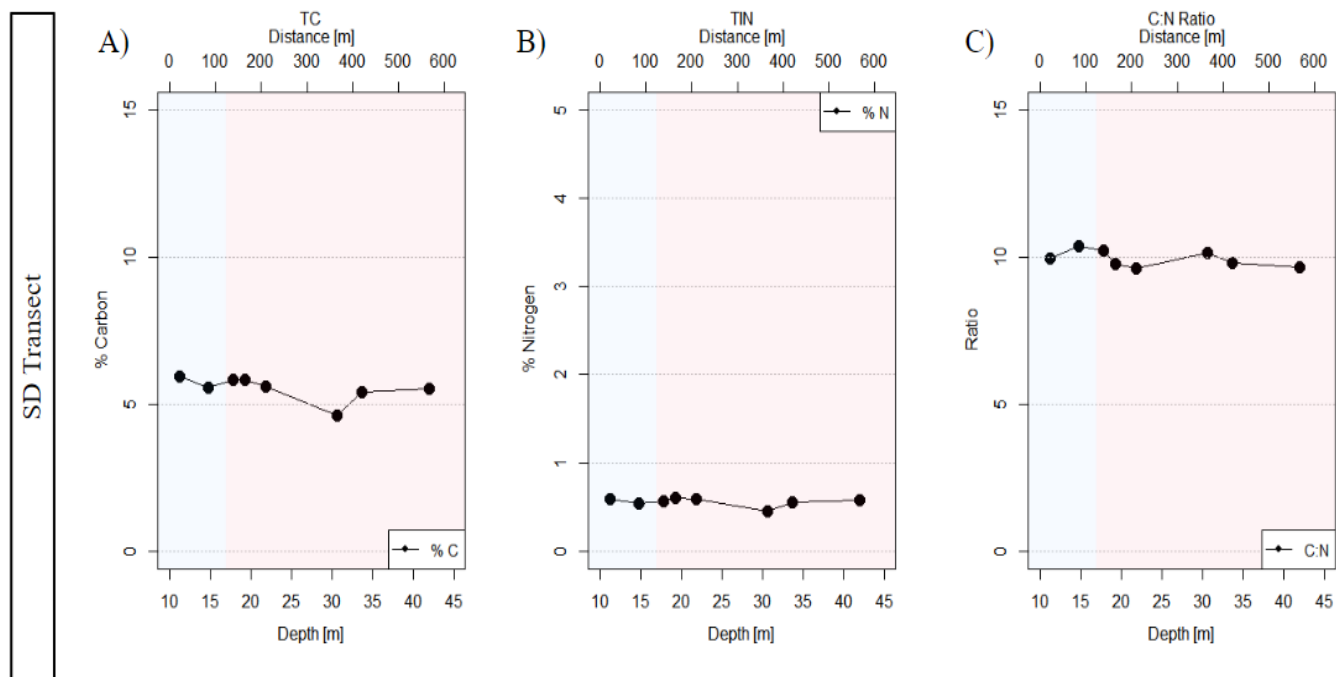 SD Transect
A)
TC
Distance [m]
0 100 200 300 400 500 600
% Carbon
15
10
5
0
% C
10 15 20 25 30 35 40 45
Depth [m]
B)
TIN
Distance [m]
0 100 200 300 400 500 600
% Nitrogen
5
4
3
2
1
0
% N
10 15 20 25 30 35 40 45
Depth [m]
C)
C:N Ratio
Distance [m]
0 100 200 300 400 500 600
Ratio
15
10
5
0
C:N
10 15 20 25 30 35 40 45
Depth [m]